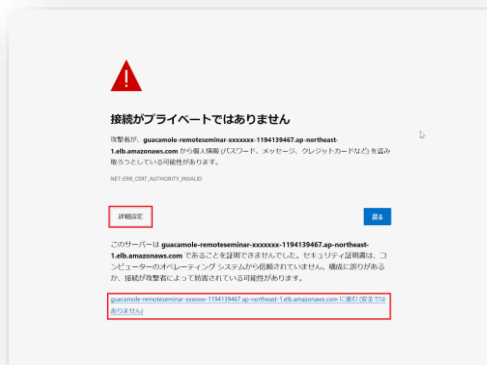 接続がプライベートではありません
攻撃者が、guacamole-remoteseminar-xxxxxxx-1194139467.ap-northeast-
1.elb.amazonaws.com から個人情報 (パスワード、メッセージ、クレジットカードなど) を盗み
取ろうとしている可能性があります。
NET::ERR_CERT_AUTHORITY_INVALID
詳細設定
戻る
このサーバーは guacamole-remoteseminar-xxxxxxx-1194139467.ap-northeast-
1.elb.amazonaws.com であることを証明できませんでした。セキュリティ証明書は、コ
ンピューターのオペレーティング システムから信頼されていません。構成に誤りがある
か、接続が攻撃者によって妨害されている可能性があります。
guacamole-remoteseminar-xxxxxx-1194139467.ap-northeast-1.elb.amazonaws.com に進む (安全では
ありません)